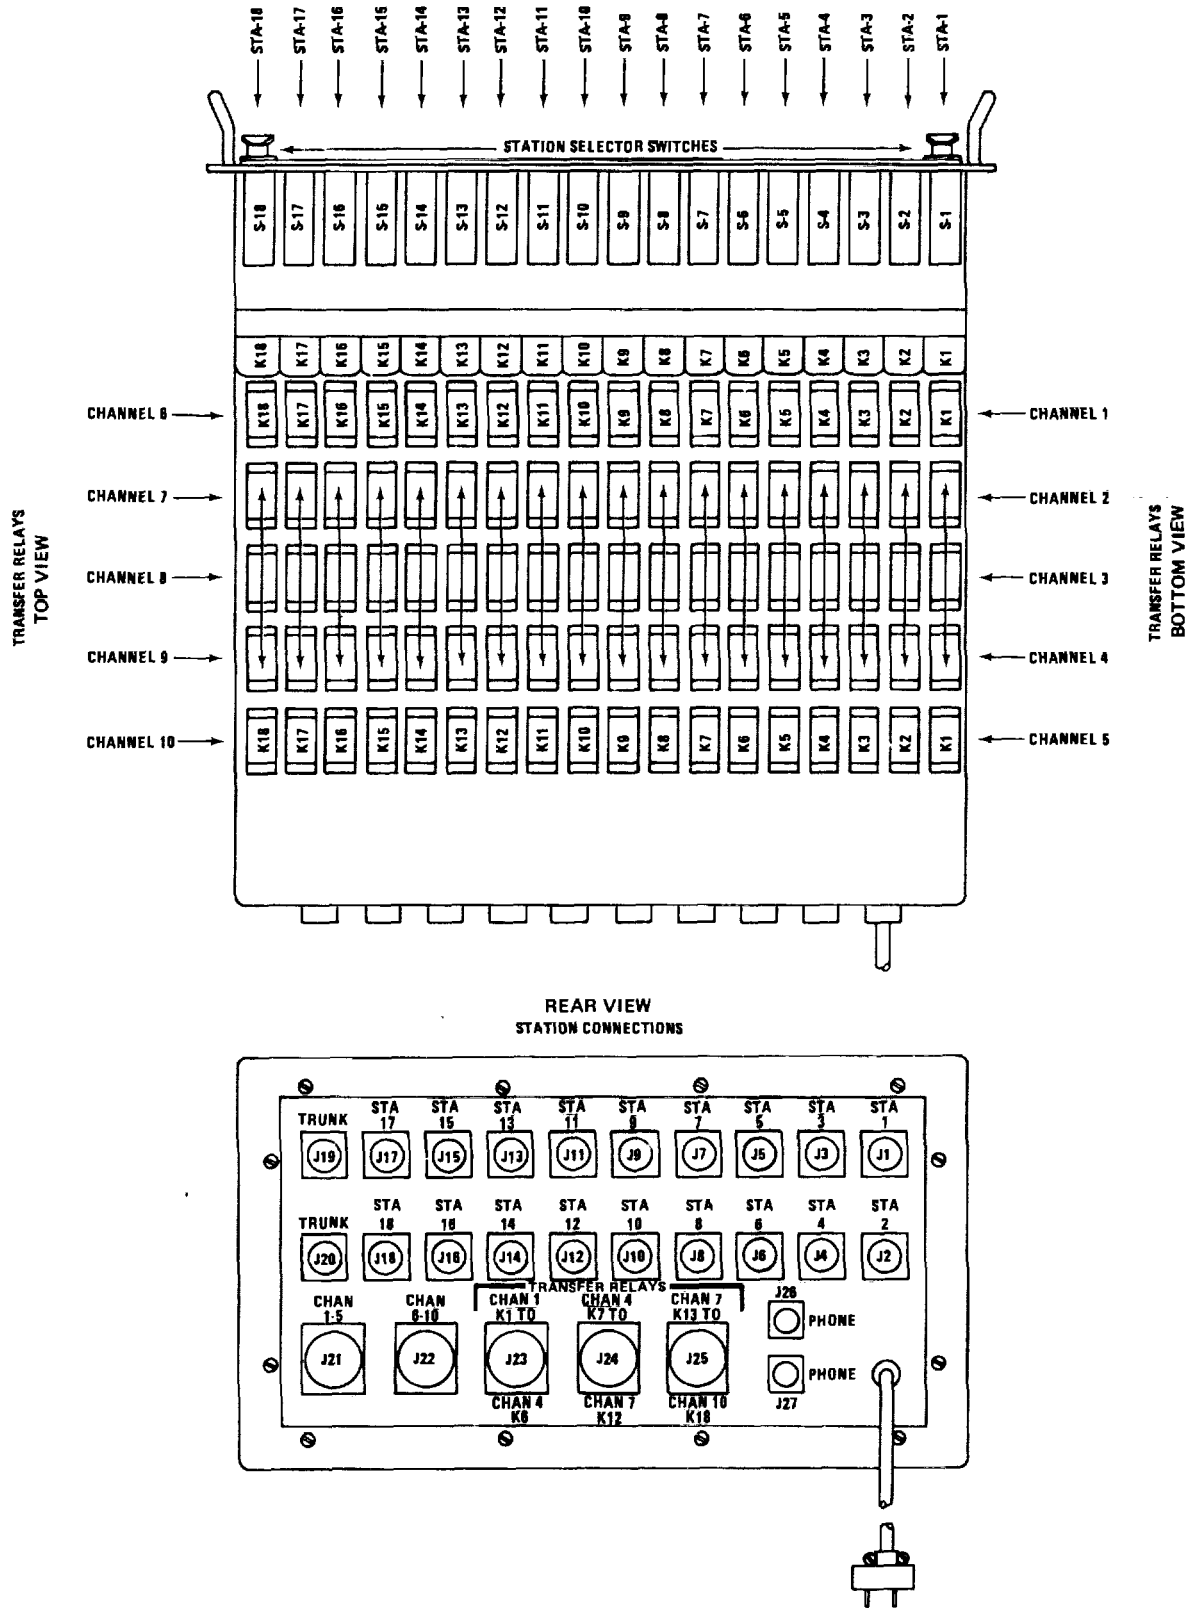 STA-18 STA-17 STA-16 STA-15 STA-14 STA-13 STA-12 STA-11 STA-10 STA-9 STA-8 STA-7 STA-6 STA-5 STA-4 STA-3 STA-2 STA-1
STATION SELECTOR SWITCHES
S-18 S-17 S-16 S-15 S-14 S-13 S-12 S-11 S-10 S-9 S-8 S-7 S-6 S-5 S-4 S-3 S-2 S-1
K18 K17 K16 K15 K14 K13 K12 K11 K10 K9 K8 K7 K6 K5 K4 K3 K2 K1
CHANNEL 6 K18 K17 K16 K15 K14 K13 K12 K11 K10 K9 K8 K7 K6 K5 K4 K3 K2 K1 CHANNEL 1
CHANNEL 7 CHANNEL 2
CHANNEL 8 CHANNEL 3
CHANNEL 9 CHANNEL 4
CHANNEL 10 K18 K17 K16 K15 K14 K13 K12 K11 K10 K9 K8 K7 K6 K5 K4 K3 K2 K1 CHANNEL 5
TRANSFER RELAYS
TOP VIEW
TRANSFER RELAYS
BOTTOM VIEW
REAR VIEW
STATION CONNECTIONS
TRUNK STA STA STA STA STA STA STA STA STA
17 15 13 11 9 7 5 3 1
J19 J17 J15 J13 J11 J9 J7 J5 J3 J1
TRUNK STA STA STA STA STA STA STA STA STA
18 16 14 12 10 8 6 4 2
J20 J18 J16 J14 J12 J10 J8 J6 J4 J2
TRANSFER RELAYS
CHAN CHAN CHAN 1 CHAN 4 CHAN 7 J26
1-5 6-10 K1 TO K7 TO K13 TO PHONE
J21 J22 J23 J24 J25 PHONE
CHAN 4 CHAN 7 CHAN 10 J27
K6 K12 K18